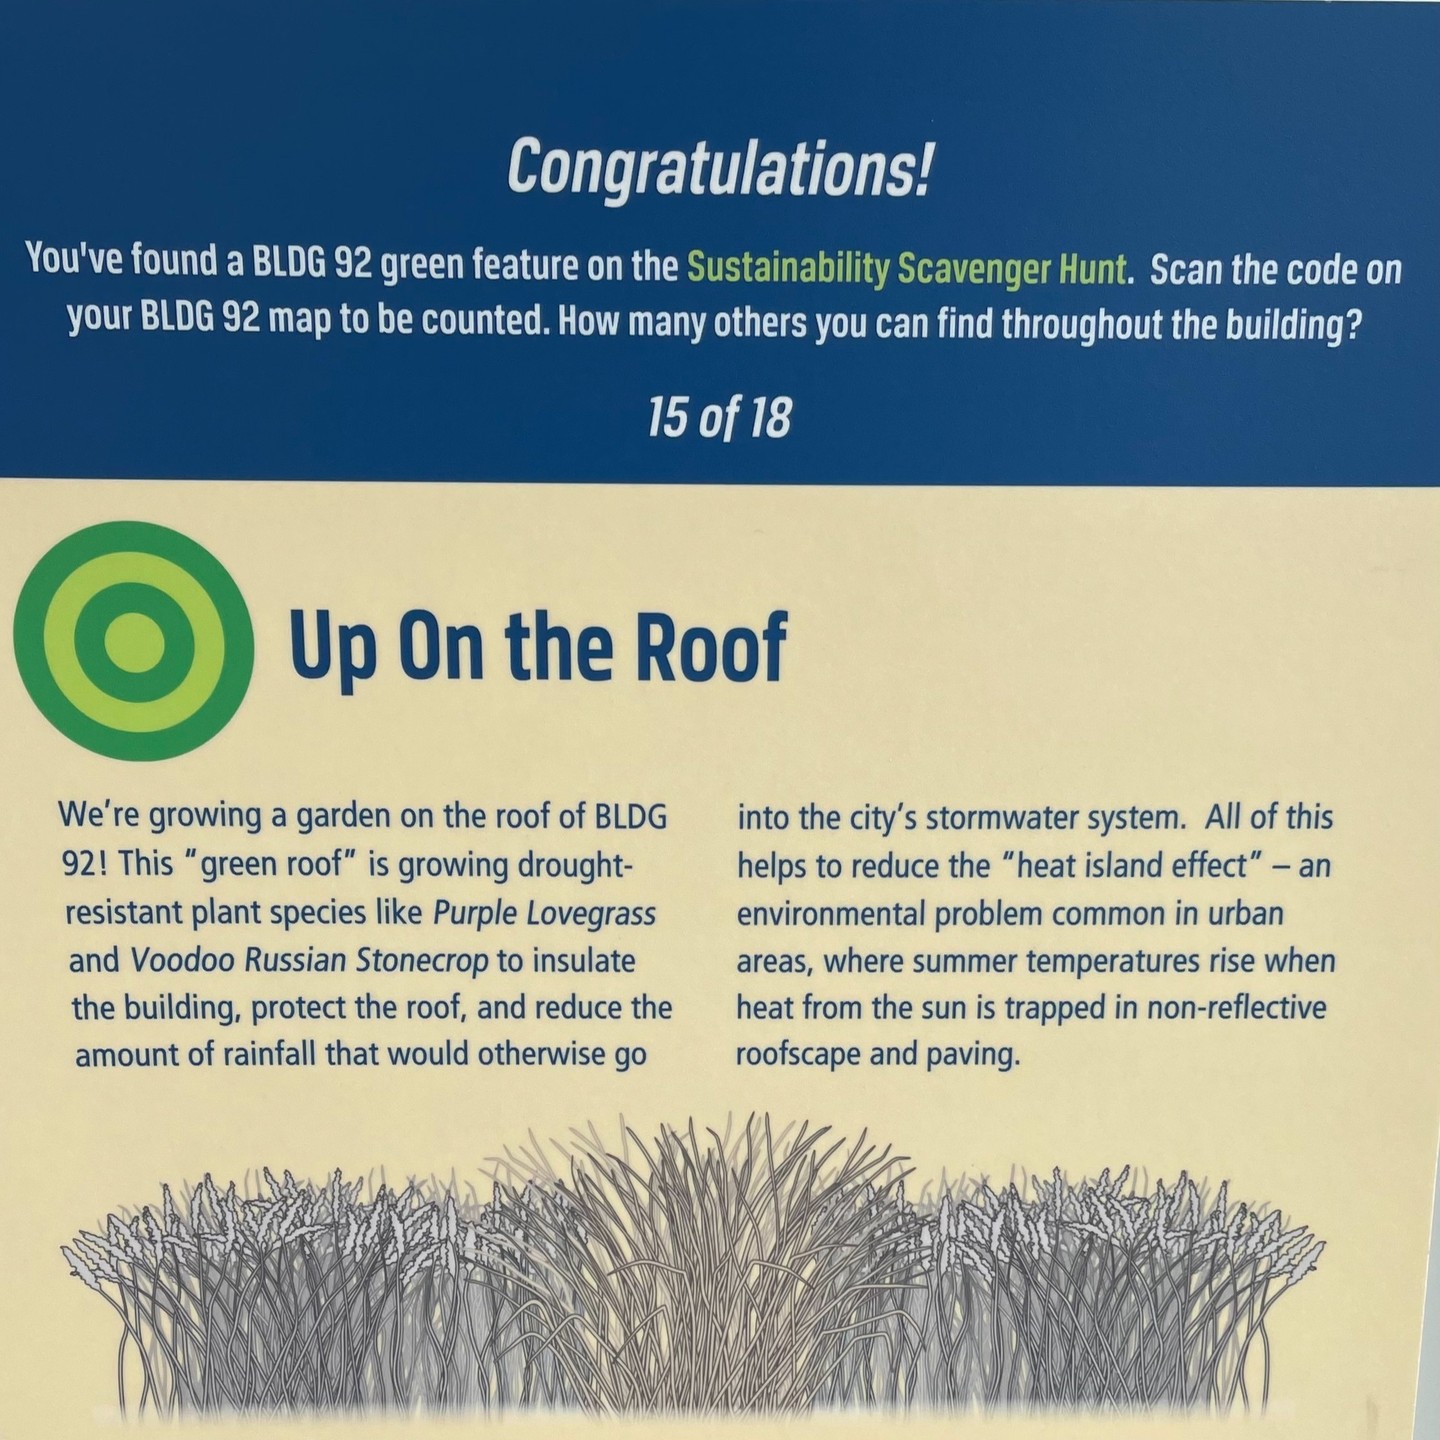 Congratulations!
You've found a BLDG 92 green feature on the Sustainability Scavenger Hunt.  Scan the code on
your BLDG 92 map to be counted. How many others you can find throughout the building?
15 of 18
Up On the Roof
We're growing a garden on the roof of BLDG
92! This "green roof" is growing drought-
resistant plant species like Purple Lovegrass
and Voodoo Russian Stonecrop to insulate
the building, protect the roof, and reduce the
amount of rainfall that would otherwise go
into the city's stormwater system.  All of this
helps to reduce the "heat island effect" – an
environmental problem common in urban
areas, where summer temperatures rise when
heat from the sun is trapped in non-reflective
roofscape and paving.